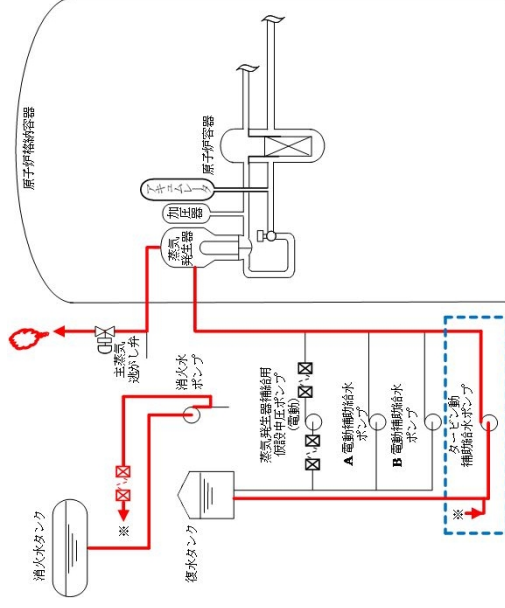 原子炉格納容器
原子炉容器
アキュムレータ
加圧器
蒸気
発生器
主蒸気
逃がし弁
消火水
ポンプ
※
消火水タンク
復水タンク
蒸気発生器補給用
仮設中圧ポンプ
(電動)
A 電動補助給水
ポンプ
B 電動補助給水
ポンプ
タービン動
補助給水ポンプ
※